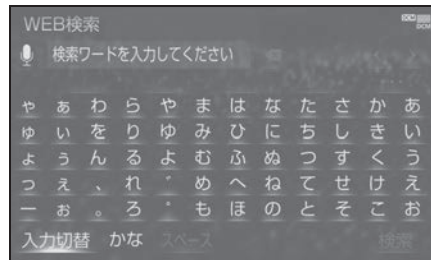 WEB検索
DCM
検索ワードを入力してください
ゃ ぁ わ ら や ま は な た さ か あ
ゅ ぃ を り ゆ み ひ に ち し き い
ょ ぅ ん る よ む ふ ぬ つ す く う
っ ぇ 、 れ ゛ め へ ね て せ け え
ー ぉ 。 ろ ゜ も ほ の と そ こ お
入力切替 かな スペース 検索